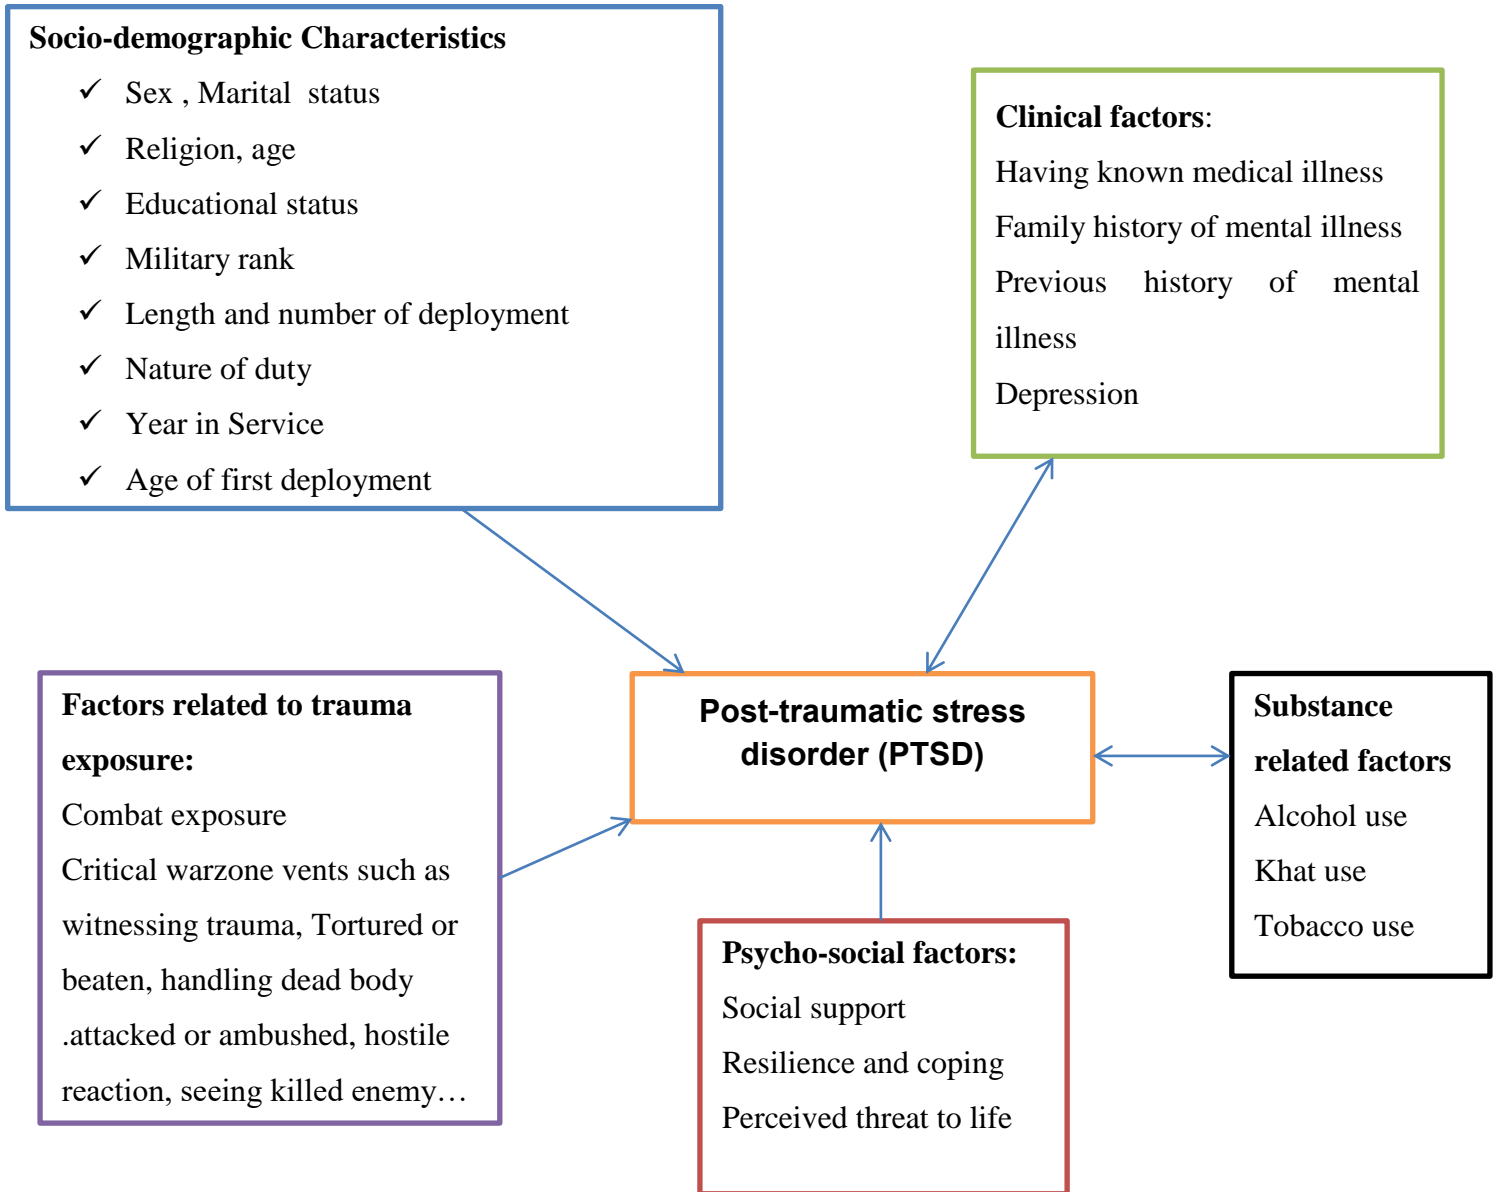 Socio-demographic Characteristics
✓ Sex , Marital status
✓ Religion, age
✓ Educational status
✓ Military rank
✓ Length and number of deployment
✓ Nature of duty
✓ Year in Service
✓ Age of first deployment
Clinical factors:
Having known medical illness
Family history of mental illness
Previous history of mental
illness
Depression
Factors related to trauma
exposure:
Combat exposure
Critical warzone vents such as
witnessing trauma, Tortured or
beaten, handling dead body
.attacked or ambushed, hostile
reaction, seeing killed enemy…
Post-traumatic stress
disorder (PTSD)
Substance
related factors
Alcohol use
Khat use
Tobacco use
Psycho-social factors:
Social support
Resilience and coping
Perceived threat to life